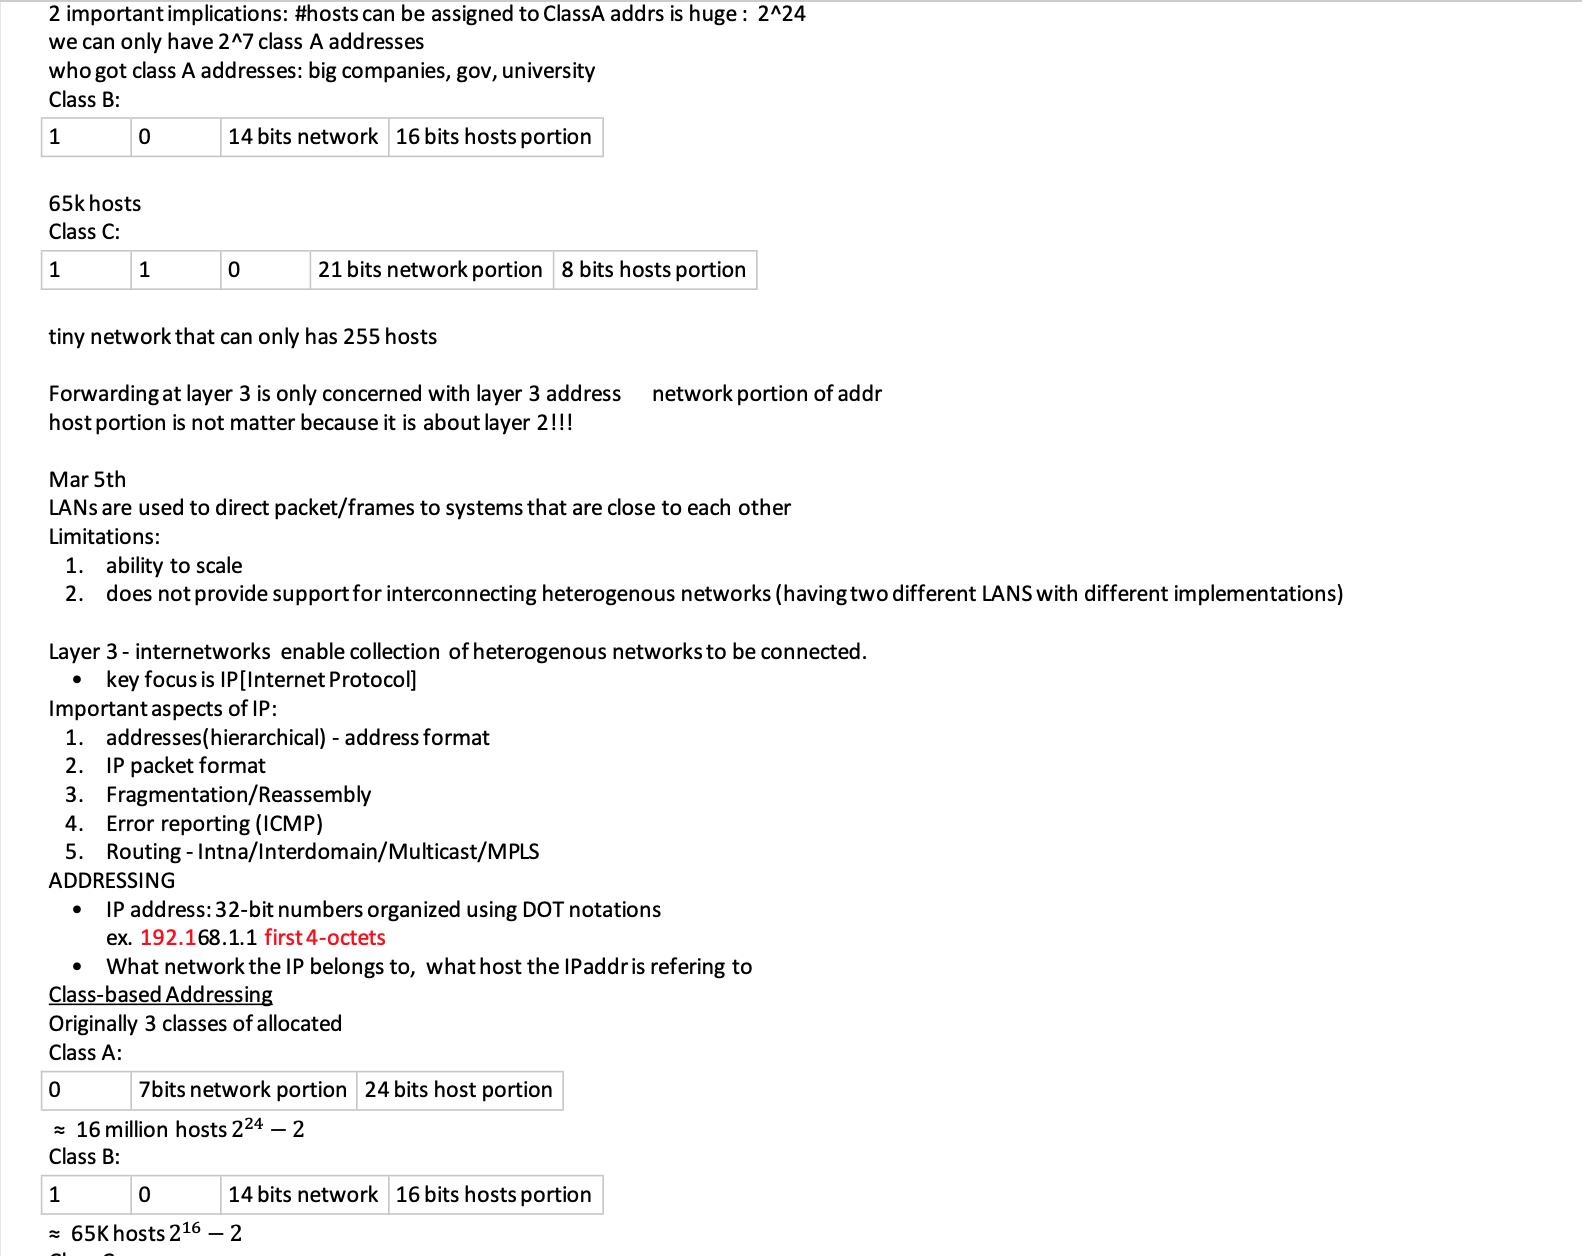 2 important implications: #hosts can be assigned to ClassA addrs is huge : 2^24
we can only have 2^7 class A addresses
who got class A addresses: big companies, gov, university
Class B:
1 0 14 bits network 16 bits hosts portion
65k hosts
Class C:
1 1 0 21 bits network portion 8 bits hosts portion
tiny network that can only has 255 hosts
Forwarding at layer 3 is only concerned with layer 3 address network portion of addr
host portion is not matter because it is about layer 2!!!
Mar 5th
LANs are used to direct packet/frames to systems that are close to each other
Limitations:
1. ability to scale
2. does not provide support for interconnecting heterogenous networks (having two different LANS with different implementations)
Layer 3 - internetworks enable collection of heterogenous networks to be connected.
• key focus is IP[Internet Protocol]
Important aspects of IP:
1. addresses(hierarchical) - address format
2. IP packet format
3. Fragmentation/Reassembly
4. Error reporting (ICMP)
5. Routing - Intna/Interdomain/Multicast/MPLS
ADDRESSING
• IP address: 32-bit numbers organized using DOT notations
ex. 192.168.1.1 first 4-octets
• What network the IP belongs to, what host the IPaddr is refering to
Class-based Addressing
Originally 3 classes of allocated
Class A:
0 7bits network portion 24 bits host portion
≈ 16 million hosts 2²⁴ − 2
Class B:
1 0 14 bits network 16 bits hosts portion
≈ 65K hosts 2¹⁶ − 2